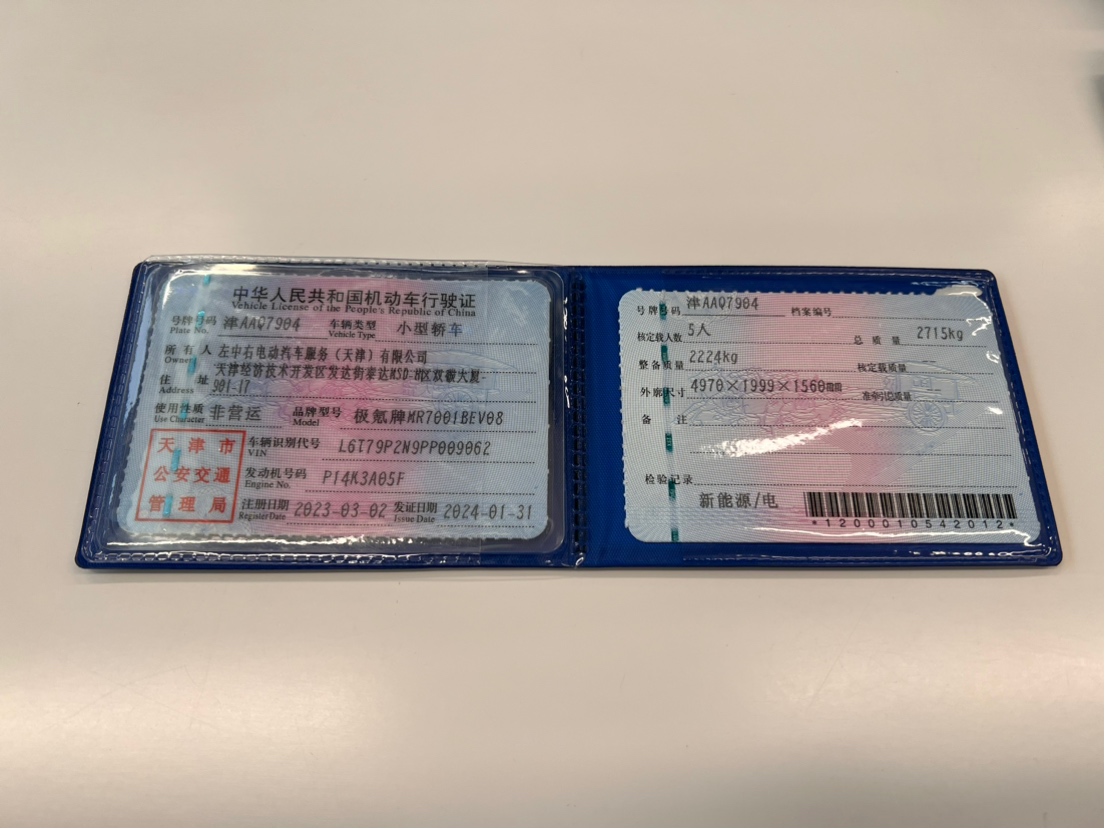 中华人民共和国机动车行驶证
Vehicle License of the People's Republic of China
号牌号码 津AAQ7904 车辆类型 小型轿车
Plate No. Vehicle Type
所有人 左中右电动汽车服务（天津）有限公司
Owner
住址 天津经济技术开发区发达街泰达MSD-H区双徽大厦-
Address 901-17
使用性质 非营运 品牌型号 极氪牌MR7001BEV08
Use Character Model
天津市
公安交通
管理局
车辆识别代号 L6T79P2N9PP009062
VIN
发动机号码 P14K3A05F
Engine No.
注册日期 2023-03-02 发证日期 2024-01-31
Register Date Issue Date
号牌号码 津AAQ7904 档案编号
核定载人数 5人 总质量 2715kg
整备质量 2224kg 核定载质量
外廓尺寸 4970×1999×1560mm 准牵引总质量
备注
检验记录
新能源/电
*1200010542012*